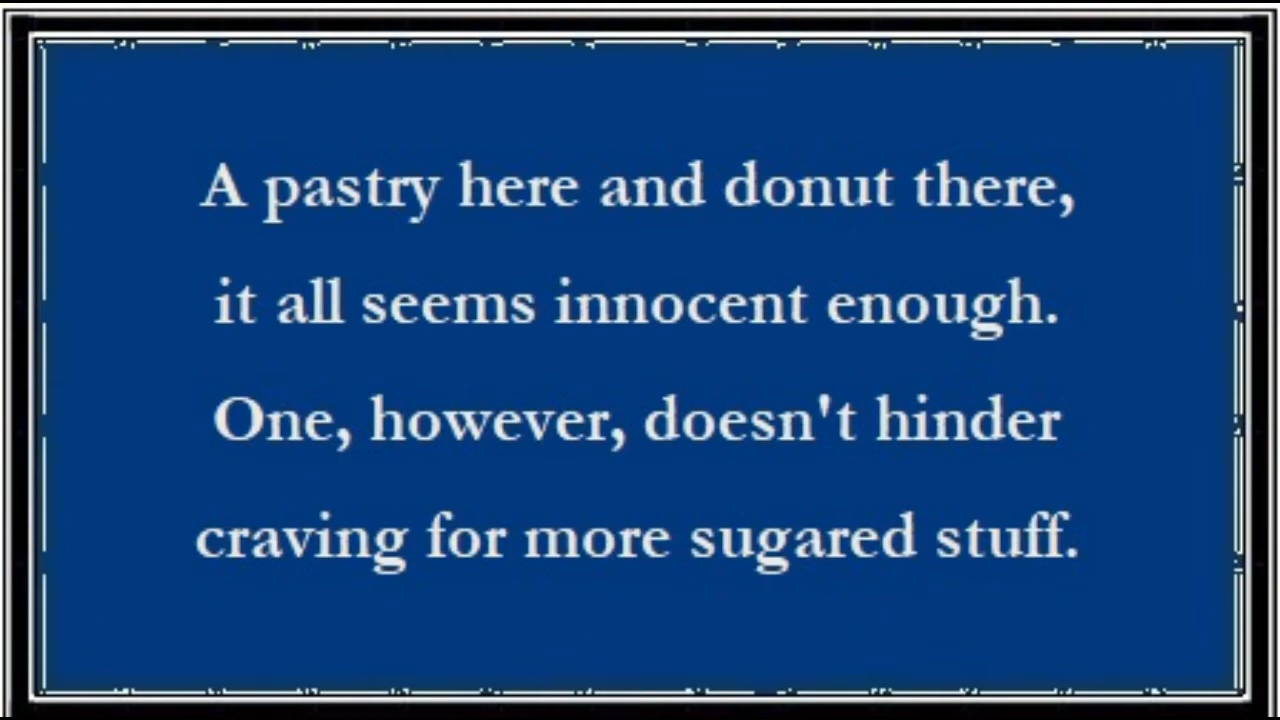 A pastry here and donut there,
it all seems innocent enough.
One, however, doesn't hinder
craving for more sugared stuff.